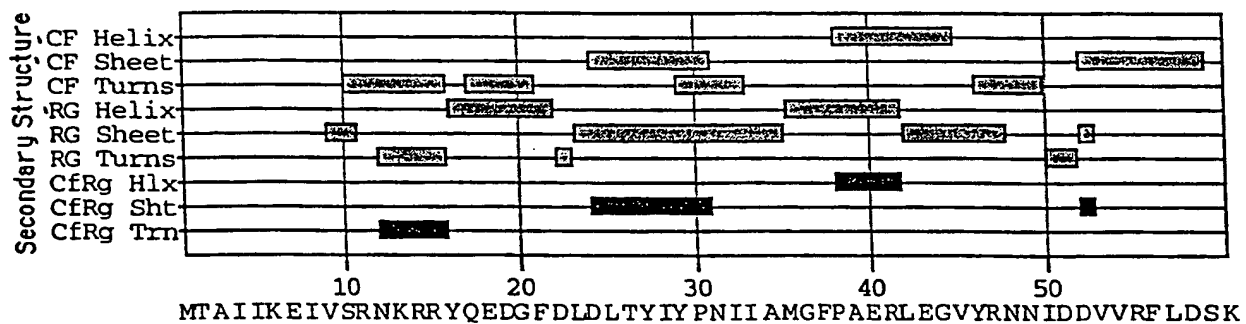 Secondary Structure
CF Helix
CF Sheet
CF Turns
RG Helix
RG Sheet
RG Turns
CfRg Hlx
CfRg Sht
CfRg Trn
10 20 30 40 50
MTAIIKEIVSRNKRRYQEDGFDLDLTYIYPNIIAMGFPAERLEGVYRNNIDDVVRFLDSK